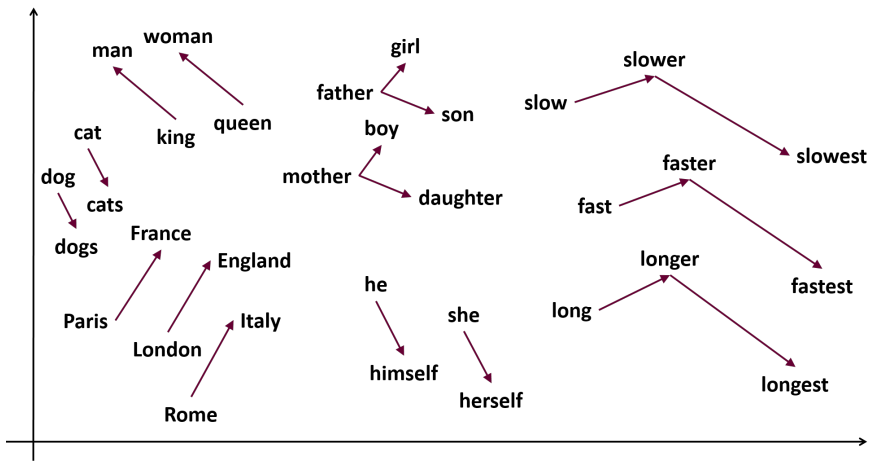 man
woman
king
queen
cat
cats
dog
dogs
France
Paris
England
London
Italy
Rome
girl
father
son
boy
mother
daughter
he
himself
she
herself
slow
slower
slowest
fast
faster
fastest
long
longer
longest